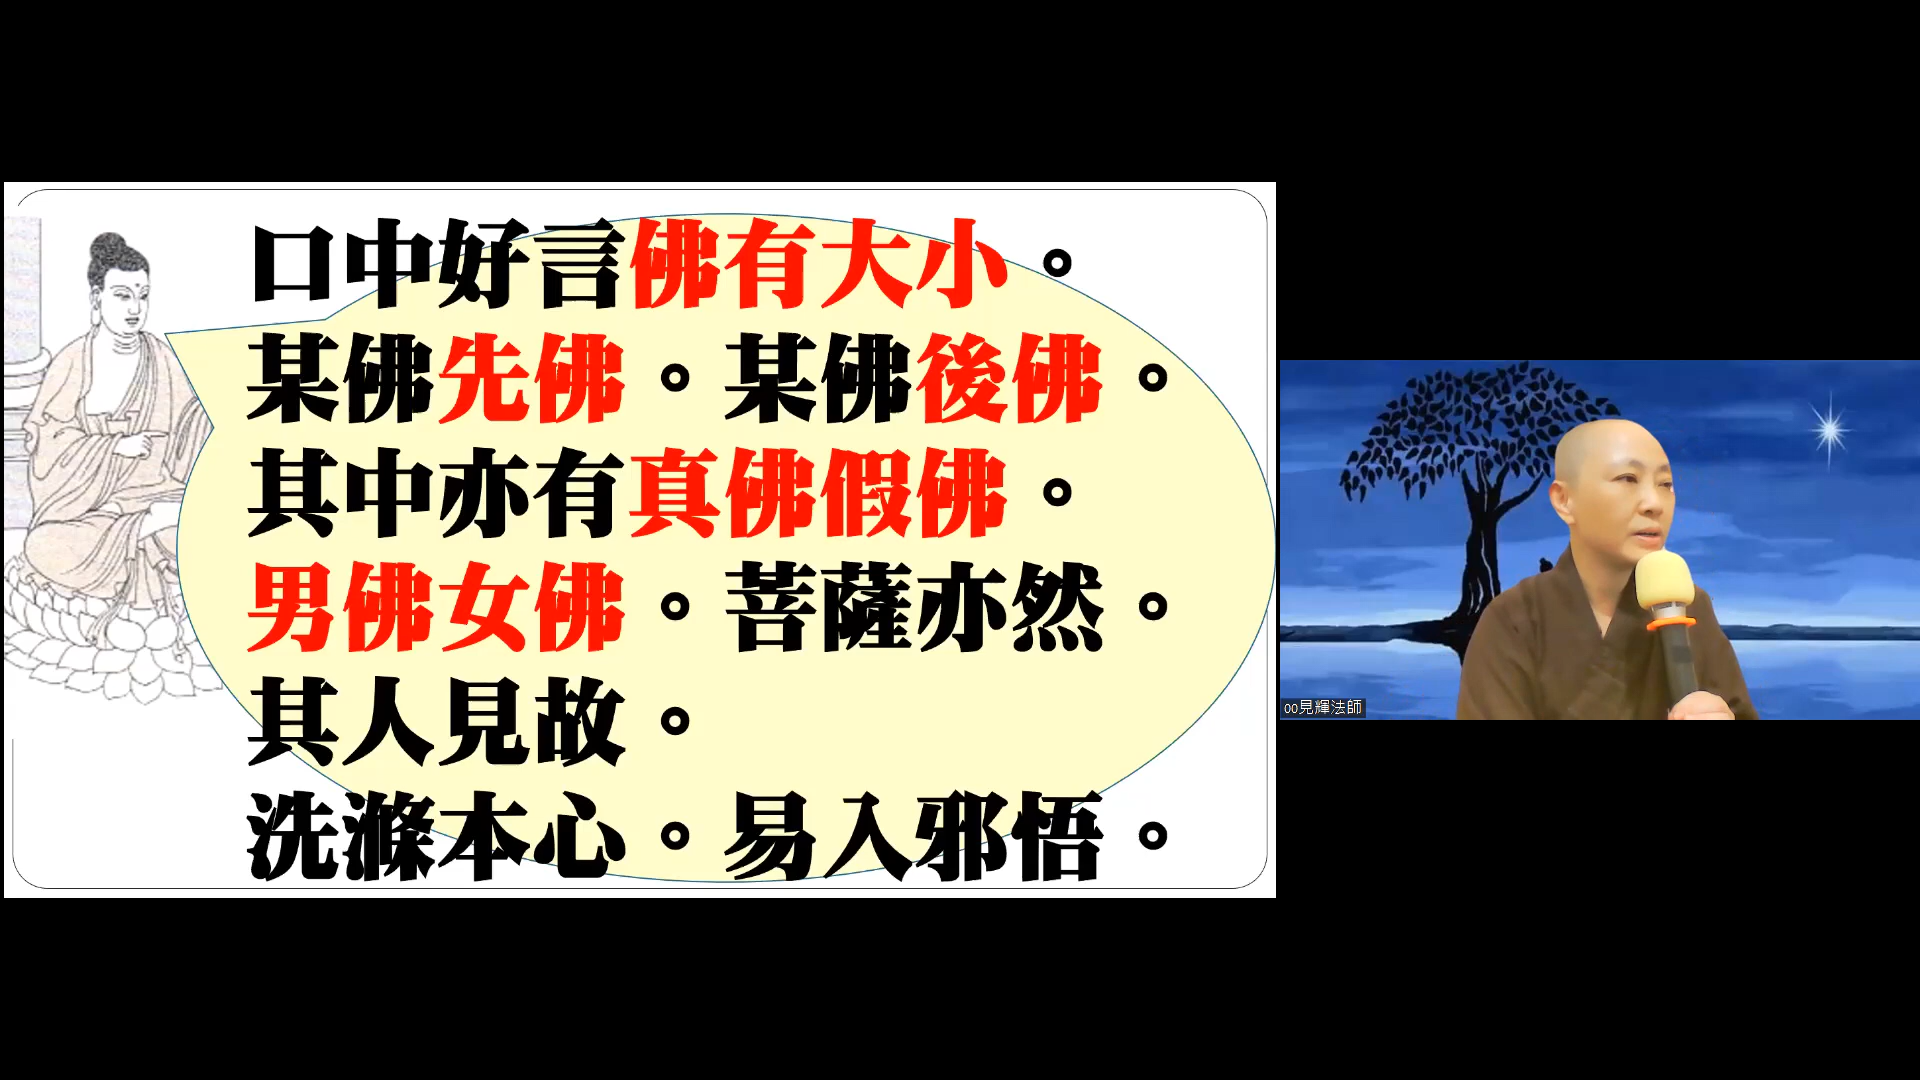 口中好言佛有大小。
某佛先佛。某佛後佛。
其中亦有真佛假佛。
男佛女佛。菩薩亦然。
其人見故。
洗滌本心。易入邪悟。
oo見輝法師